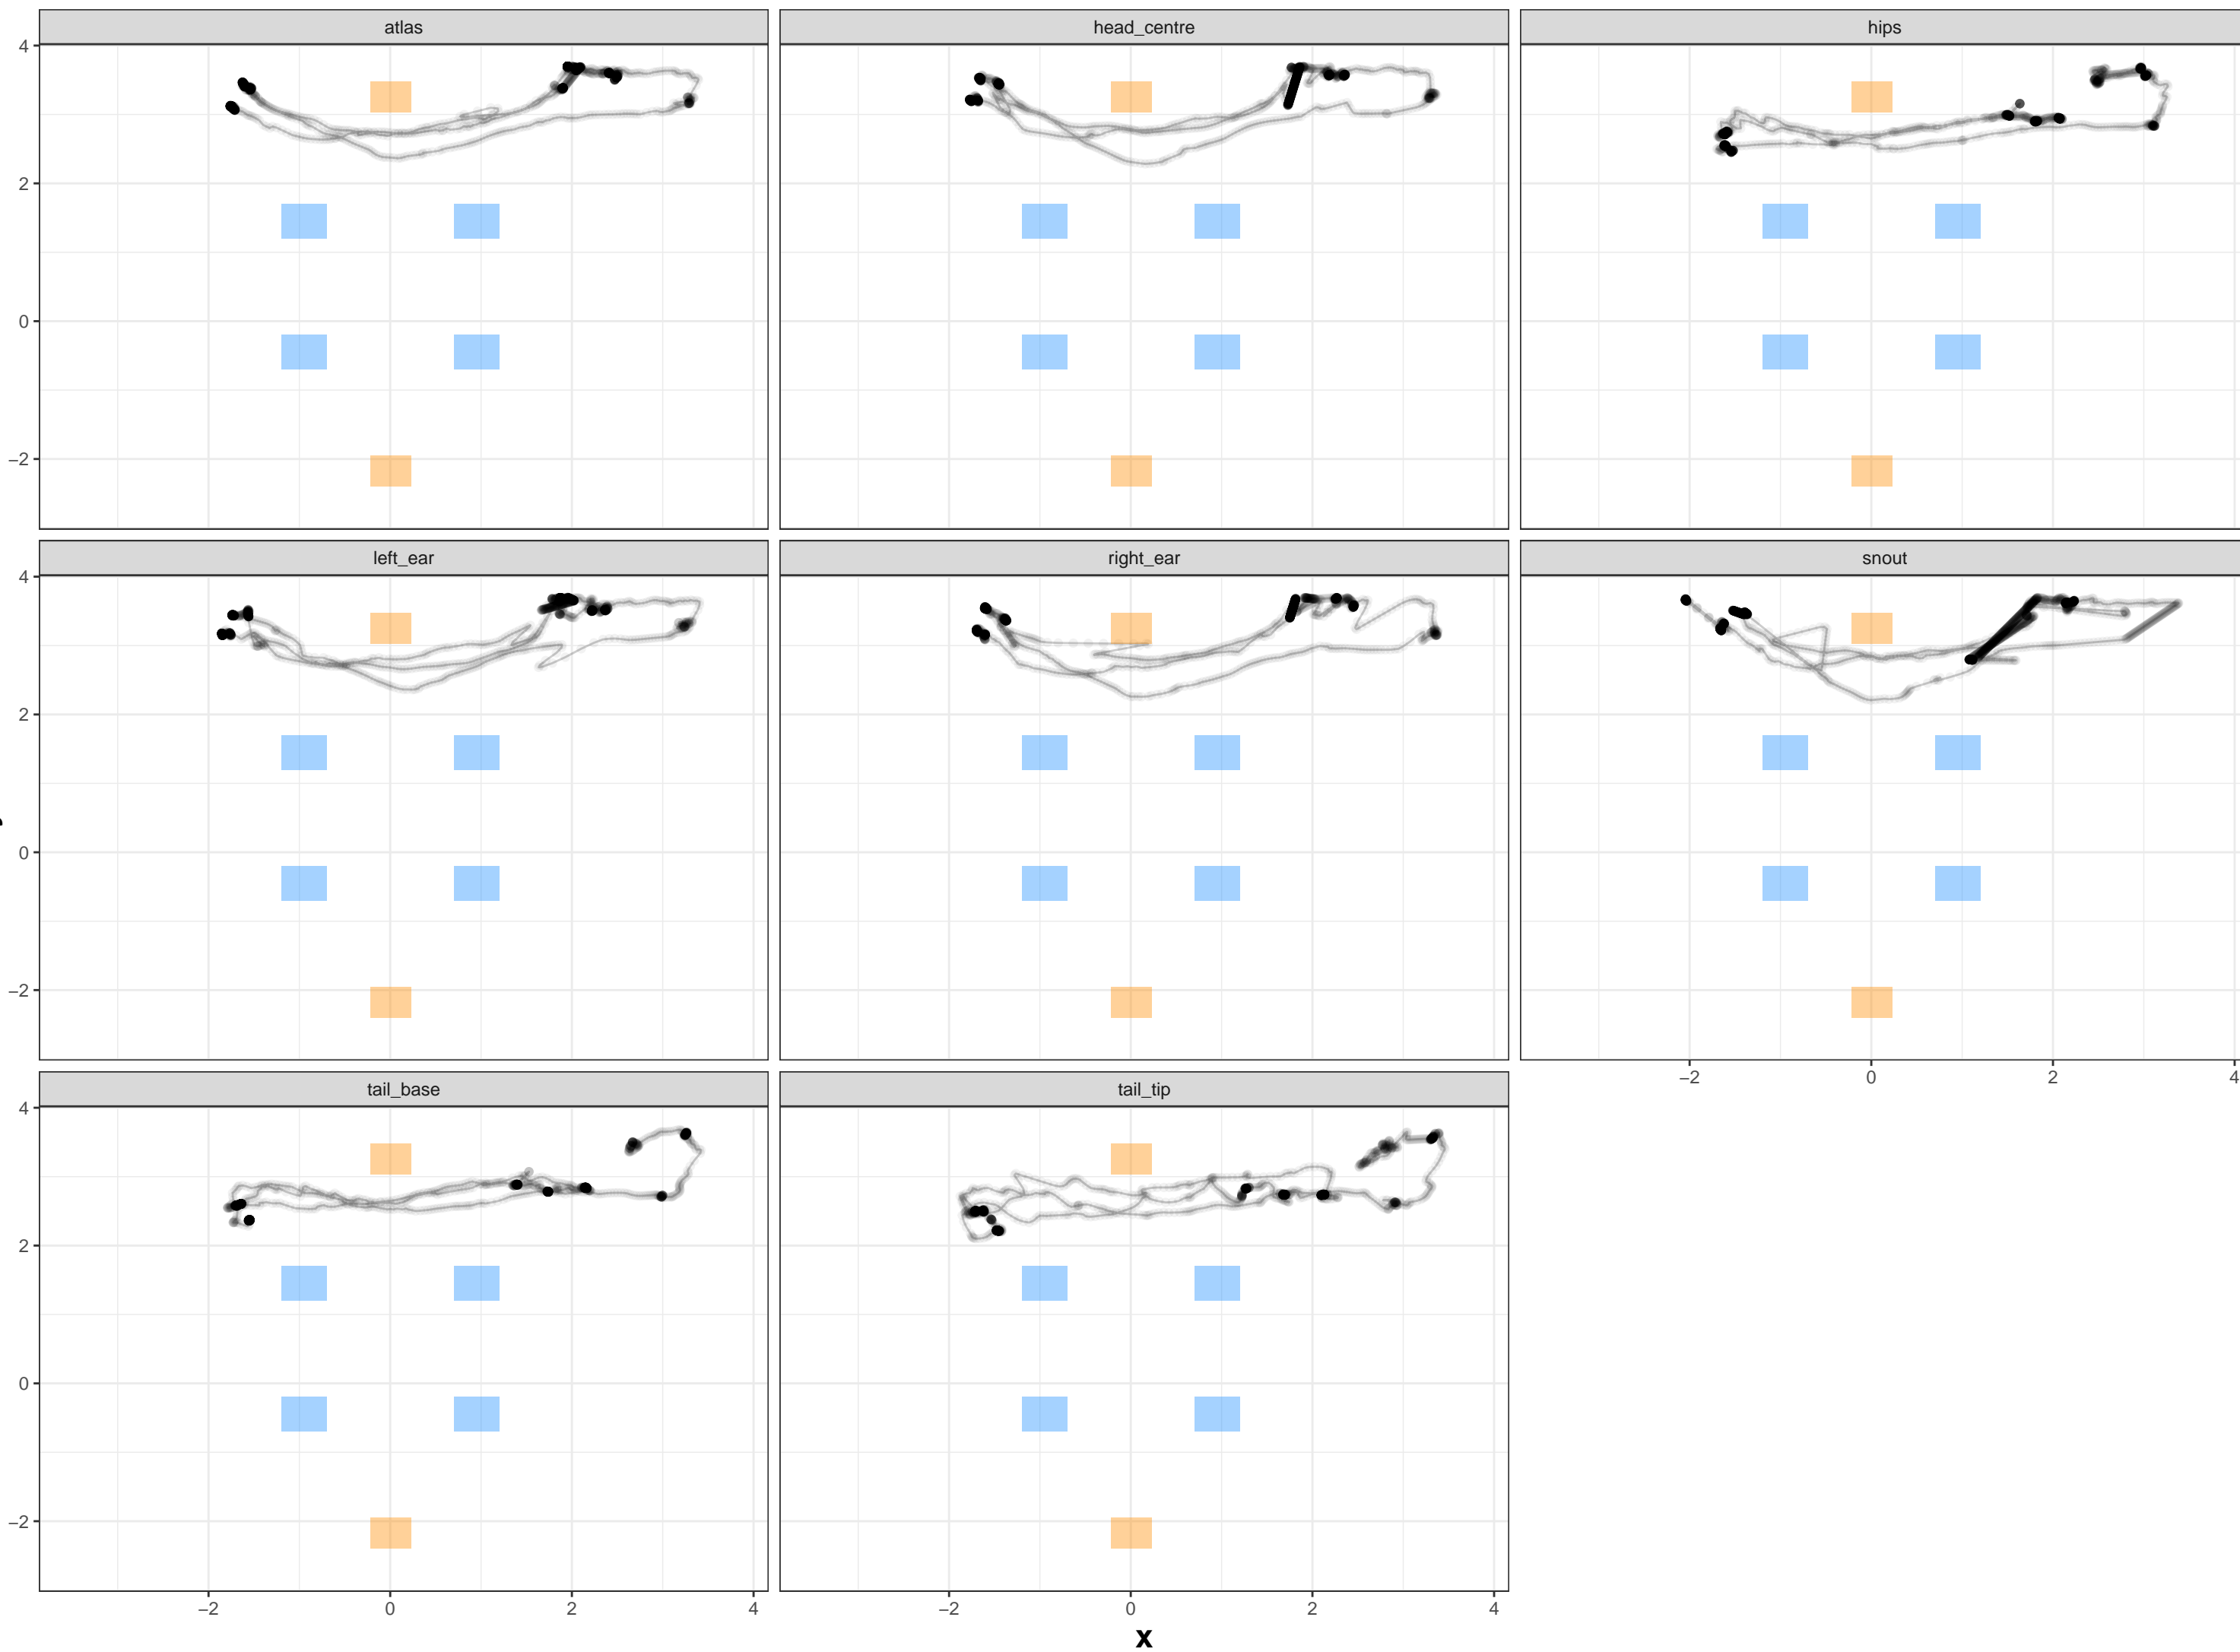 atlas head_centre hips
4
2
0
−2
left_ear right_ear snout
4
2
0
−2
−2 0 2 4
tail_base tail_tip
4
2
0
−2
−2 0 2 4 −2 0 2 4
x